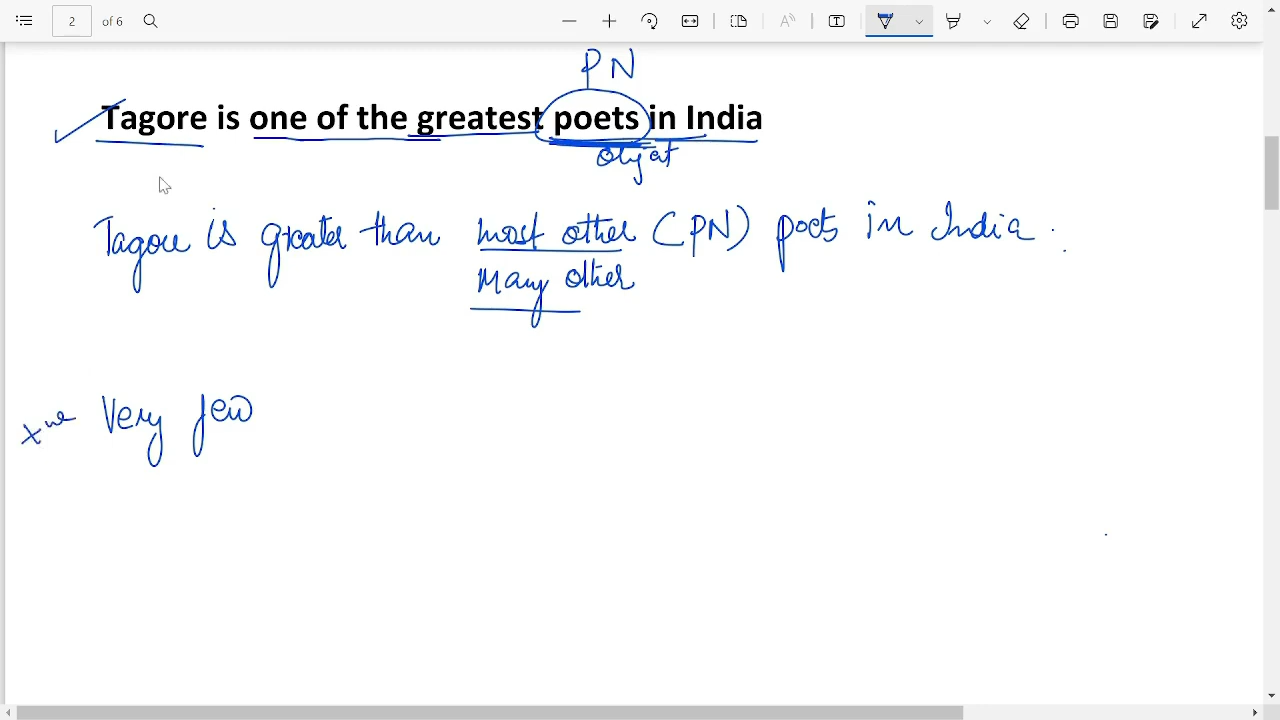 2 of 6
PN
Tagore is one of the greatest poets in India
object
Tagore is greater than most other (PN) poets in India.
Many other
+ve Very few